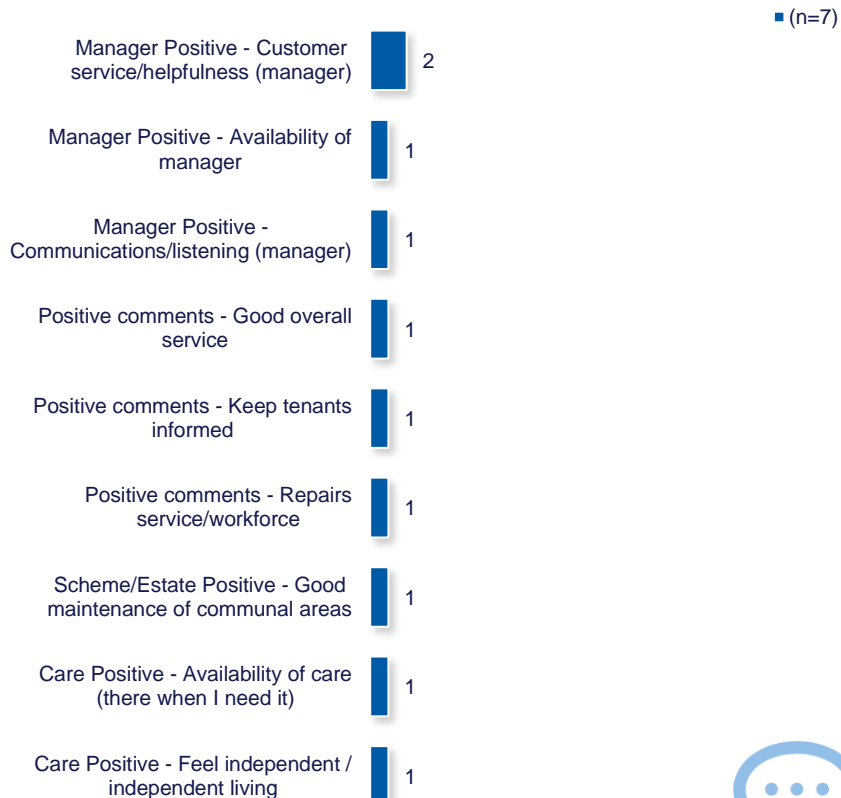 (n=7)
Manager Positive - Customer
service/helpfulness (manager)
2
Manager Positive - Availability of
manager
1
Manager Positive -
Communications/listening (manager)
1
Positive comments - Good overall
service
1
Positive comments - Keep tenants
informed
1
Positive comments - Repairs
service/workforce
1
Scheme/Estate Positive - Good
maintenance of communal areas
1
Care Positive - Availability of care
(there when I need it)
1
Care Positive - Feel independent /
independent living
1